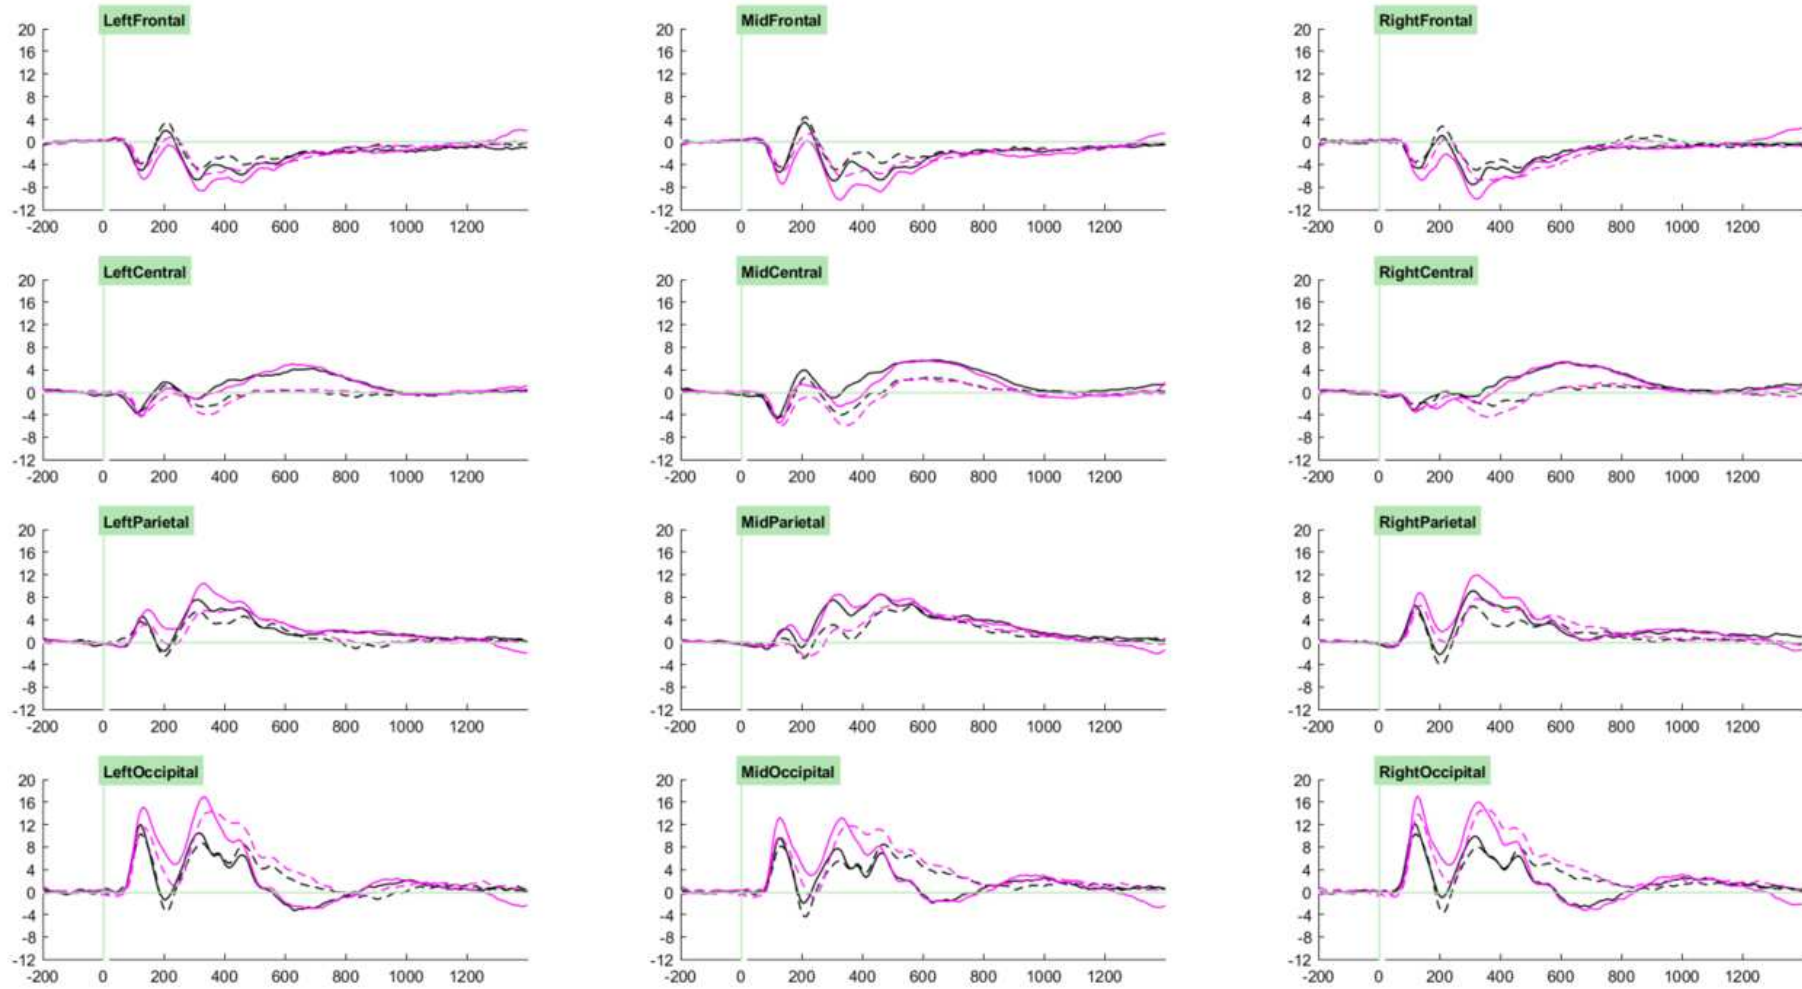 LeftFrontal MidFrontal RightFrontal
20 20 20
16 16 16
12 12 12
8 8 8
4 4 4
0 0 0
-4 -4 -4
-8 -8 -8
-12 -12 -12
-200 0 200 400 600 800 1000 1200 -200 0 200 400 600 800 1000 1200 -200 0 200 400 600 800 1000 1200
LeftCentral MidCentral RightCentral
20 20 20
16 16 16
12 12 12
8 8 8
4 4 4
0 0 0
-4 -4 -4
-8 -8 -8
-12 -12 -12
-200 0 200 400 600 800 1000 1200 -200 0 200 400 600 800 1000 1200 -200 0 200 400 600 800 1000 1200
LeftParietal MidParietal RightParietal
20 20 20
16 16 16
12 12 12
8 8 8
4 4 4
0 0 0
-4 -4 -4
-8 -8 -8
-12 -12 -12
-200 0 200 400 600 800 1000 1200 -200 0 200 400 600 800 1000 1200 -200 0 200 400 600 800 1000 1200
LeftOccipital MidOccipital RightOccipital
20 20 20
16 16 16
12 12 12
8 8 8
4 4 4
0 0 0
-4 -4 -4
-8 -8 -8
-12 -12 -12
-200 0 200 400 600 800 1000 1200 -200 0 200 400 600 800 1000 1200 -200 0 200 400 600 800 1000 1200